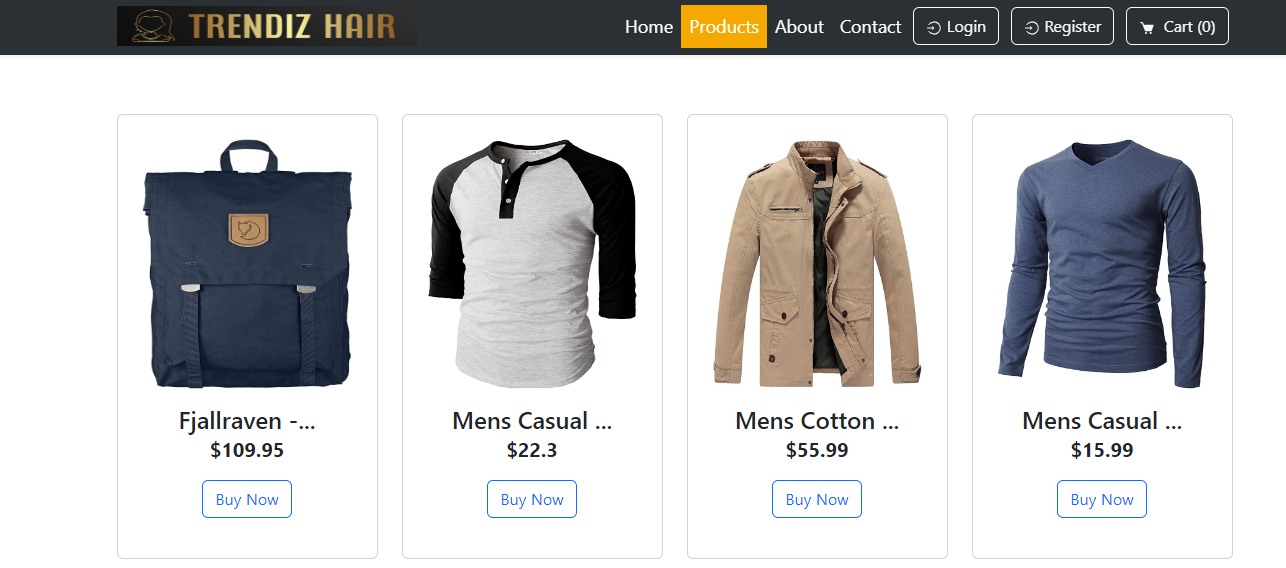 TRENDIZ HAIR
Home Products About Contact Login Register Cart (0)
Fjallraven -...
$109.95
Buy Now
Mens Casual ...
$22.3
Buy Now
Mens Cotton ...
$55.99
Buy Now
Mens Casual ...
$15.99
Buy Now